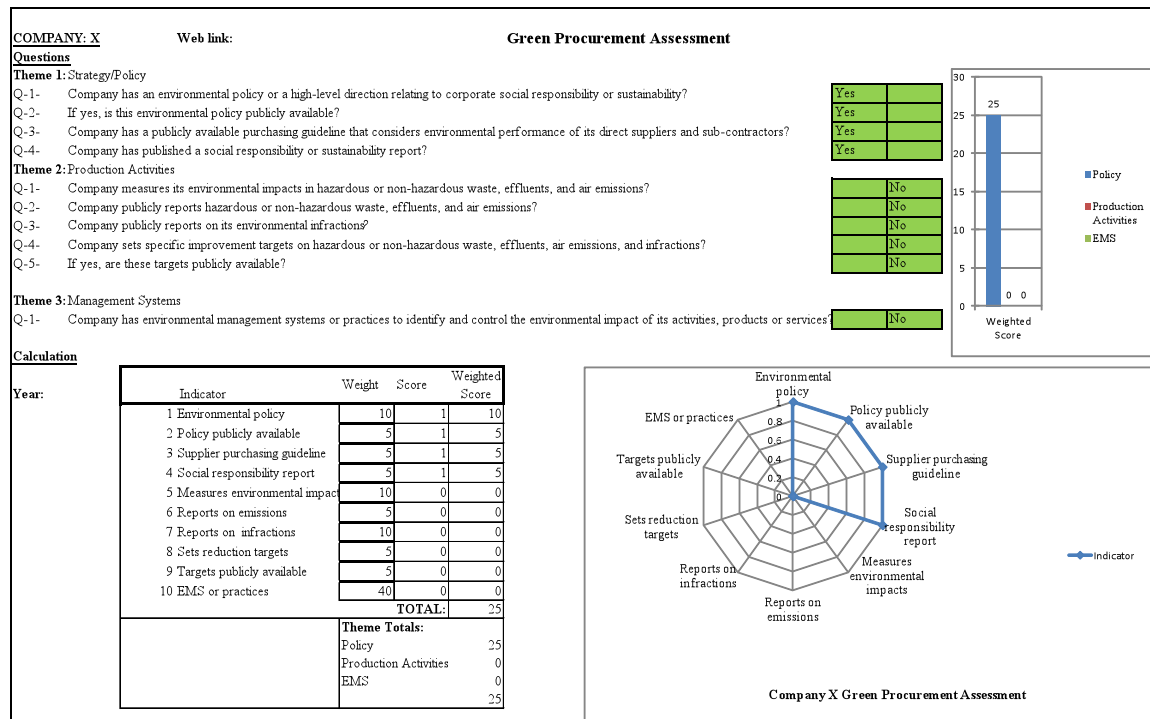 COMPANY: X Web link: Green Procurement Assessment
Questions
Theme 1: Strategy/Policy
Q-1- Company has an environmental policy or a high-level direction relating to corporate social responsibility or sustainability? Yes
Q-2- If yes, is this environmental policy publicly available? Yes
Q-3- Company has a publicly available purchasing guideline that considers environmental performance of its direct suppliers and sub-contractors? Yes
Q-4- Company has published a social responsibility or sustainability report? Yes
Theme 2: Production Activities
Q-1- Company measures its environmental impacts in hazardous or non-hazardous waste, effluents, and air emissions? No
Q-2- Company publicly reports hazardous or non-hazardous waste, effluents, and air emissions? No
Q-3- Company publicly reports on its environmental infractions? No
Q-4- Company sets specific improvement targets on hazardous or non-hazardous waste, effluents, air emissions, and infractions? No
Q-5- If yes, are these targets publicly available? No
Theme 3: Management Systems
Q-1- Company has environmental management systems or practices to identify and control the environmental impact of its activities, products or services? No
30
25
20
15
10
5
0
25
0 0
Weighted
Score
Policy
Production
Activities
EMS
Calculation
Year:
Indicator Weight Score Weighted
Score
1 Environmental policy 10 1 10
2 Policy publicly available 5 1 5
3 Supplier purchasing guideline 5 1 5
4 Social responsibility report 5 1 5
5 Measures environmental impact 10 0 0
6 Reports on emissions 5 0 0
7 Reports on infractions 10 0 0
8 Sets reduction targets 5 0 0
9 Targets publicly available 5 0 0
10 EMS or practices 40 0 0
TOTAL: 25
Theme Totals:
Policy 25
Production Activities 0
EMS 0
25
Environmental
policy
Policy publicly
available
Supplier purchasing
guideline
Social
responsibility
report
Measures
environmental
impacts
Reports on
emissions
Reports on
infractions
Sets reduction
targets
Targets publicly
available
EMS or practices
1
0.8
0.6
0.4
0.2
0
Indicator
Company X Green Procurement Assessment